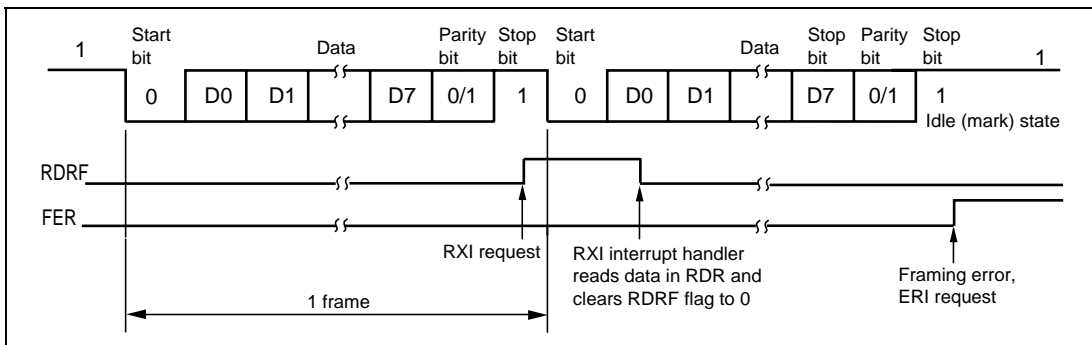 1
Start bit
Data
Parity bit
Stop bit
Start bit
Data
Stop bit
Parity bit
Stop bit
1
0
D0
D1
D7
0/1
1
0
D0
D1
D7
0/1
1
Idle (mark) state
RDRF
FER
RXI request
RXI interrupt handler
reads data in RDR and
clears RDRF flag to 0
Framing error,
ERI request
1 frame